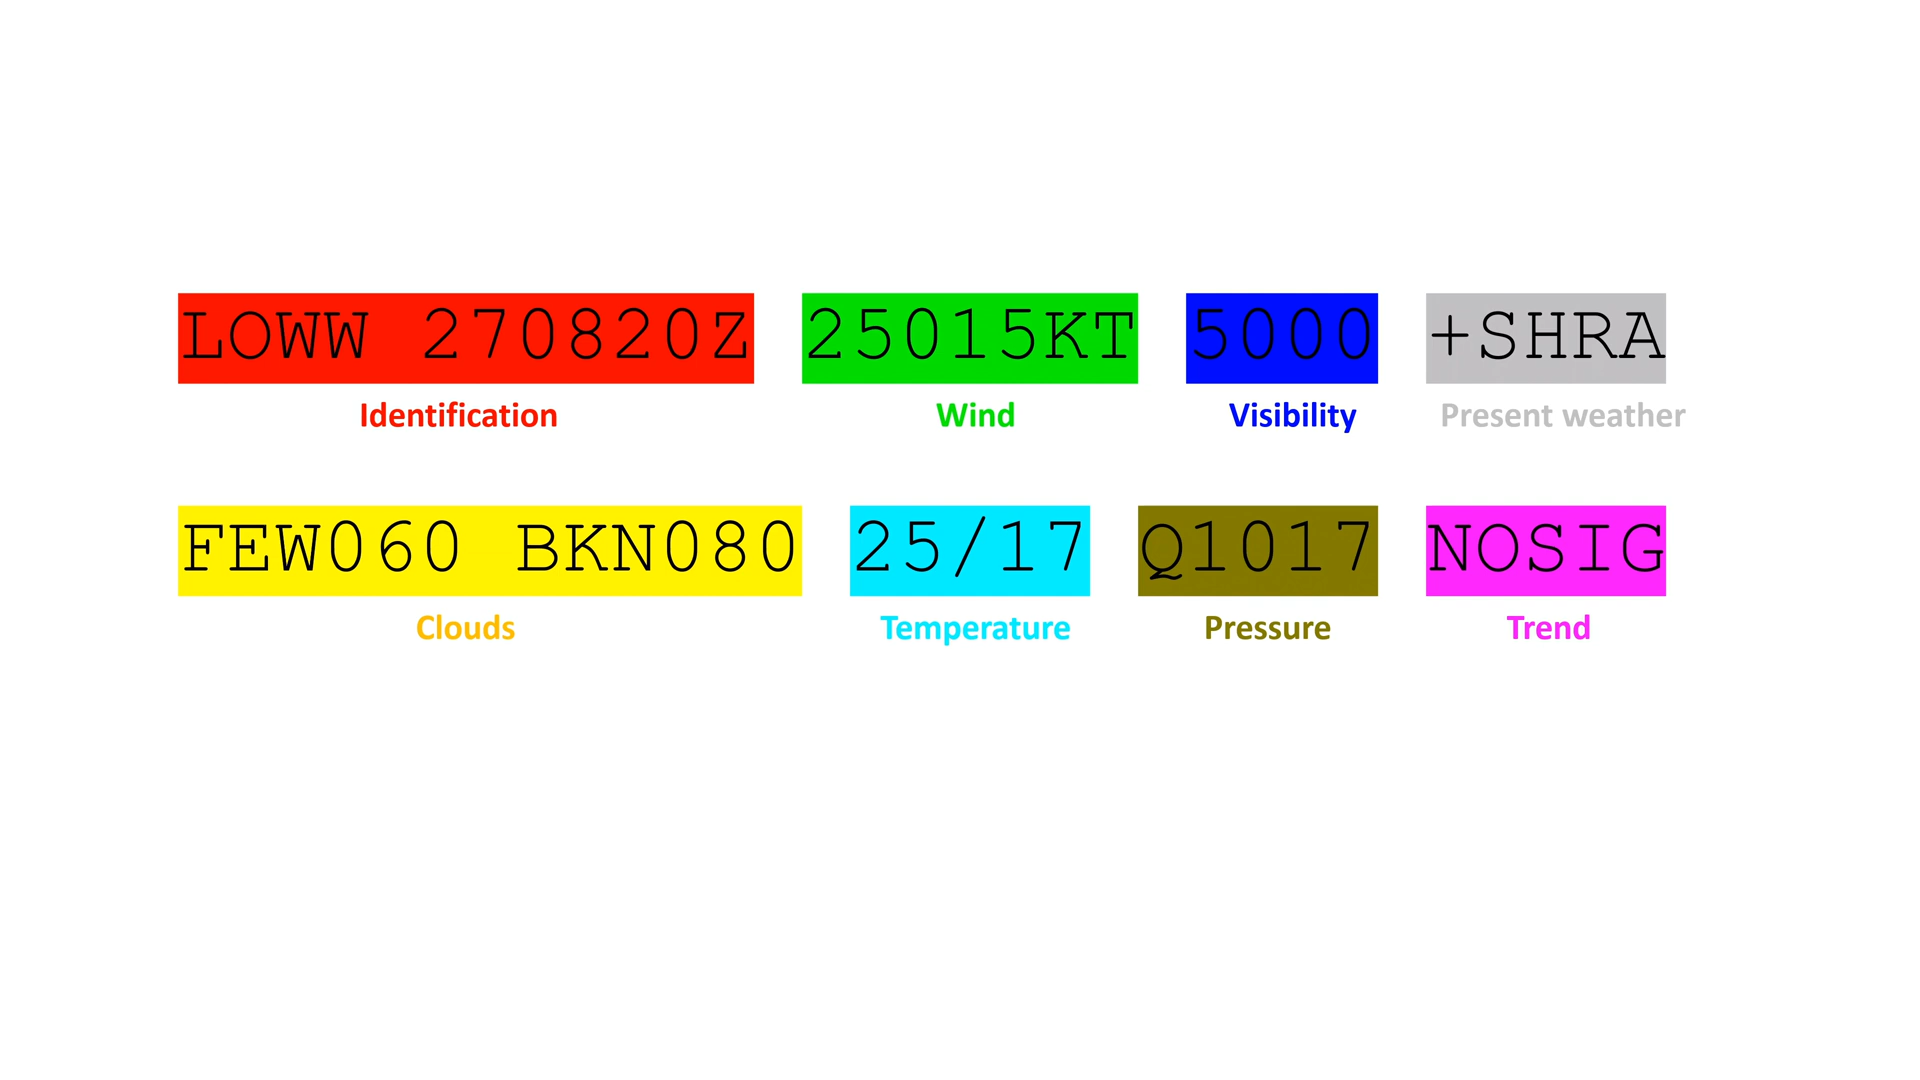 LOWW 270820Z 25015KT 5000 +SHRA
Identification Wind Visibility Present weather
FEW060 BKN080 25/17 Q1017 NOSIG
Clouds Temperature Pressure Trend